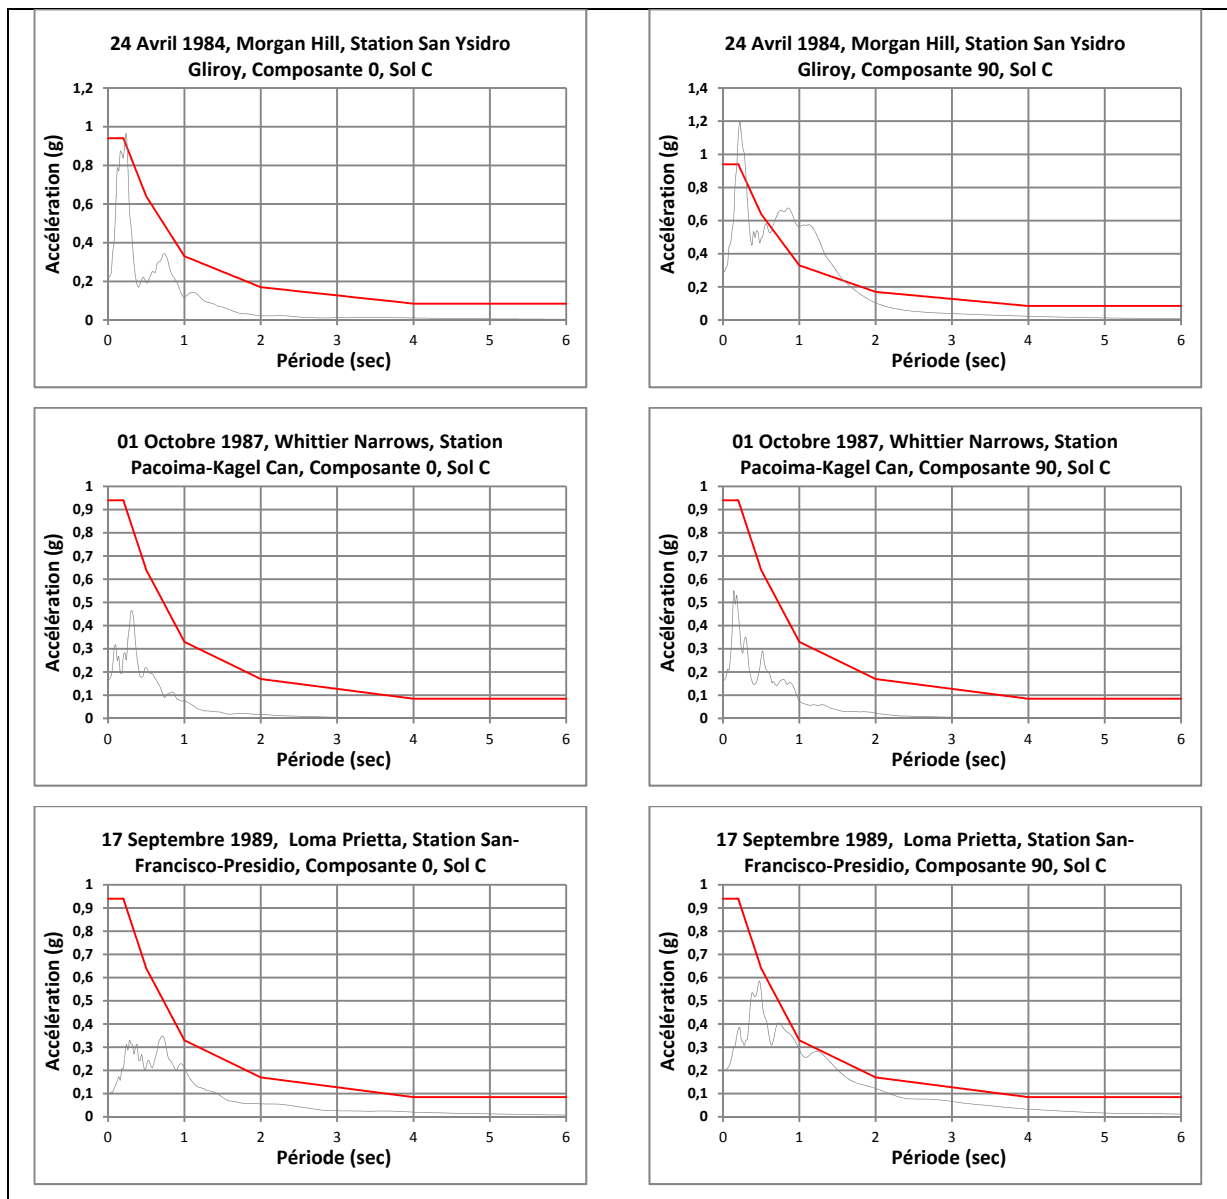 24 Avril 1984, Morgan Hill, Station San Ysidro
Gliroy, Composante 0, Sol C
1,2
1
0,8
0,6
0,4
0,2
0
Accélération (g)
0 1 2 3 4 5 6
Période (sec)
24 Avril 1984, Morgan Hill, Station San Ysidro
Gliroy, Composante 90, Sol C
1,4
1,2
1
0,8
0,6
0,4
0,2
0
Accélération (g)
0 1 2 3 4 5 6
Période (sec)
01 Octobre 1987, Whittier Narrows, Station
Pacoima-Kagel Can, Composante 0, Sol C
1
0,9
0,8
0,7
0,6
0,5
0,4
0,3
0,2
0,1
0
Accélération (g)
0 1 2 3 4 5 6
Période (sec)
01 Octobre 1987, Whittier Narrows, Station
Pacoima-Kagel Can, Composante 90, Sol C
1
0,9
0,8
0,7
0,6
0,5
0,4
0,3
0,2
0,1
0
Accélération (g)
0 1 2 3 4 5 6
Période (sec)
17 Septembre 1989, Loma Prietta, Station San-
Francisco-Presidio, Composante 0, Sol C
1
0,9
0,8
0,7
0,6
0,5
0,4
0,3
0,2
0,1
0
Accélération (g)
0 1 2 3 4 5 6
Période (sec)
17 Septembre 1989, Loma Prietta, Station San-
Francisco-Presidio, Composante 90, Sol C
1
0,9
0,8
0,7
0,6
0,5
0,4
0,3
0,2
0,1
0
Accélération (g)
0 1 2 3 4 5 6
Période (sec)